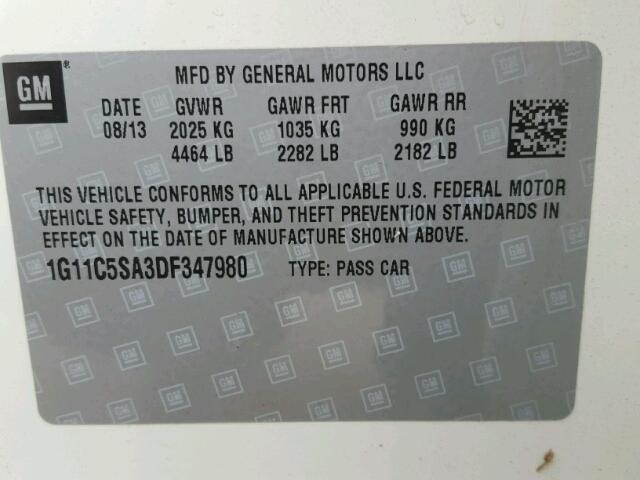 GM®
MFD BY GENERAL MOTORS LLC
DATE GVWR GAWR FRT GAWR RR
08/13 2025 KG 1035 KG 990 KG
4464 LB 2282 LB 2182 LB
THIS VEHICLE CONFORMS TO ALL APPLICABLE U.S. FEDERAL MOTOR
VEHICLE SAFETY, BUMPER, AND THEFT PREVENTION STANDARDS IN
EFFECT ON THE DATE OF MANUFACTURE SHOWN ABOVE.
1G11C5SA3DF347980 TYPE: PASS CAR